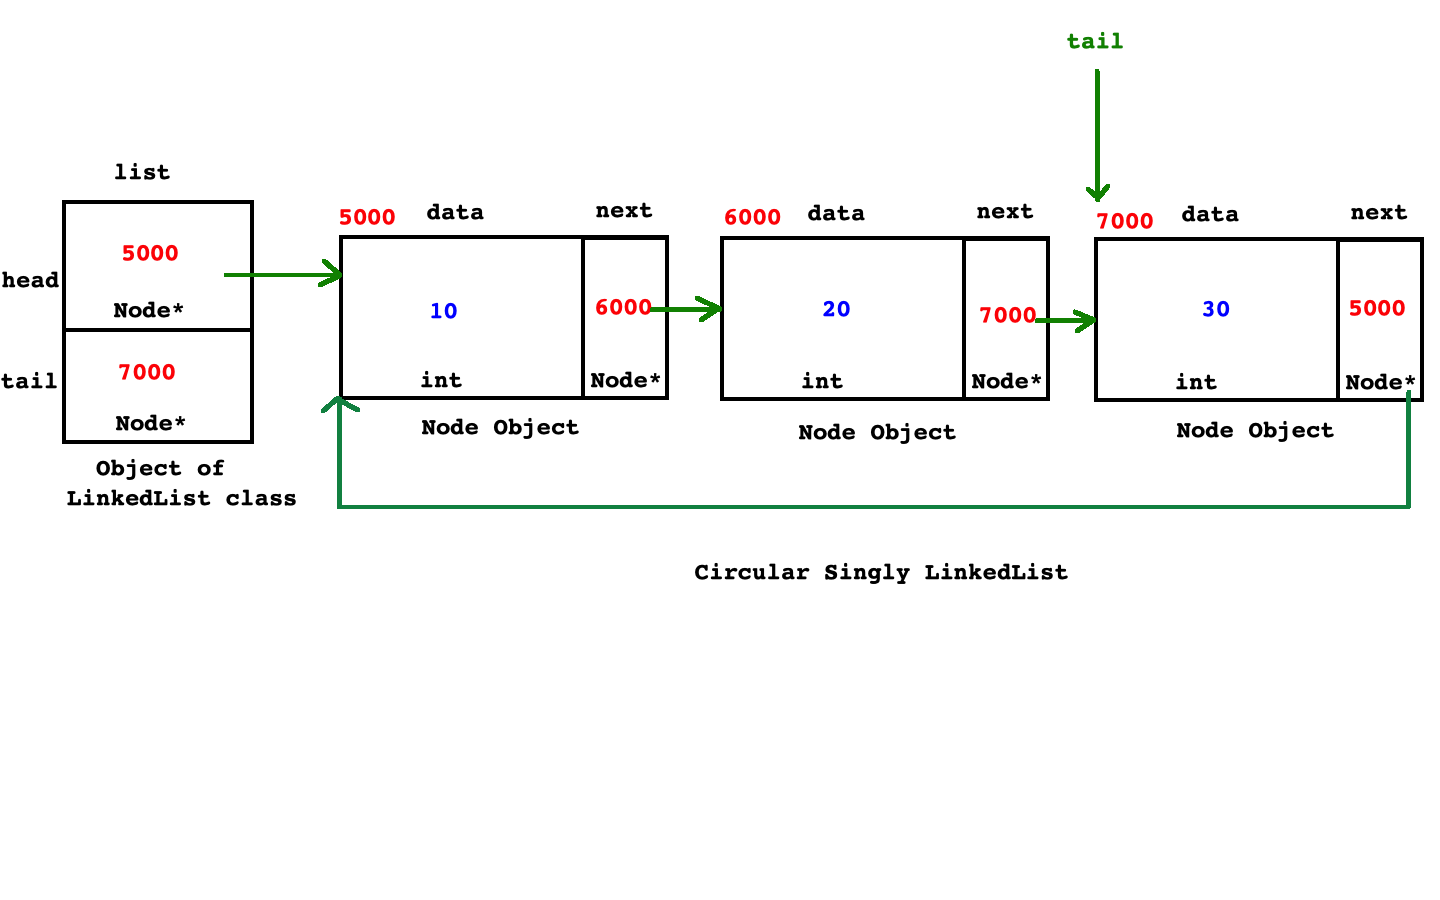 tail
list
5000 data next
6000 data next
7000 data next
head
5000
Node*
tail
7000
Node*
Object of
LinkedList class
10
int
6000
Node*
Node Object
20
int
7000
Node*
Node Object
30
int
5000
Node*
Node Object
Circular Singly LinkedList